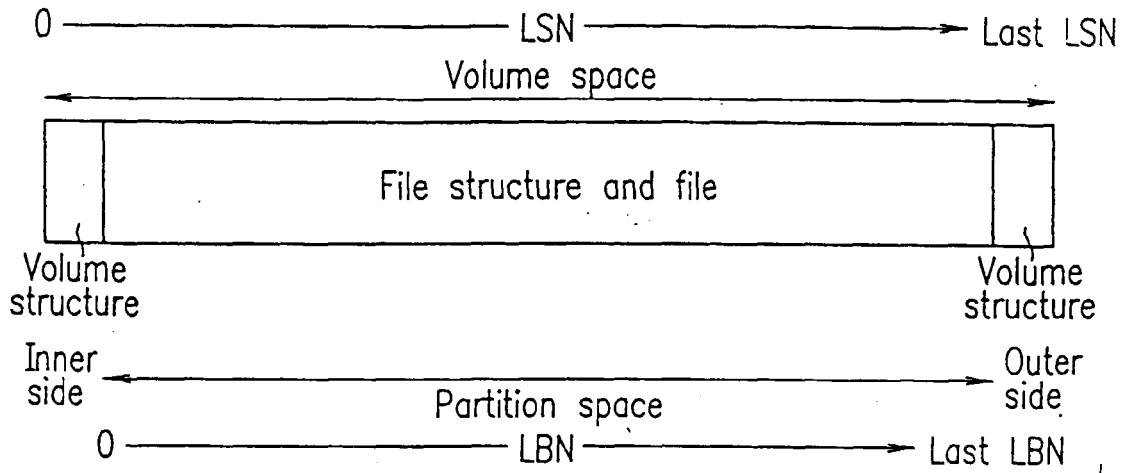 0 LSN Last LSN
Volume space
File structure and file
Volume structure
Volume structure
Inner side
Outer side
Partition space
0 LBN Last LBN